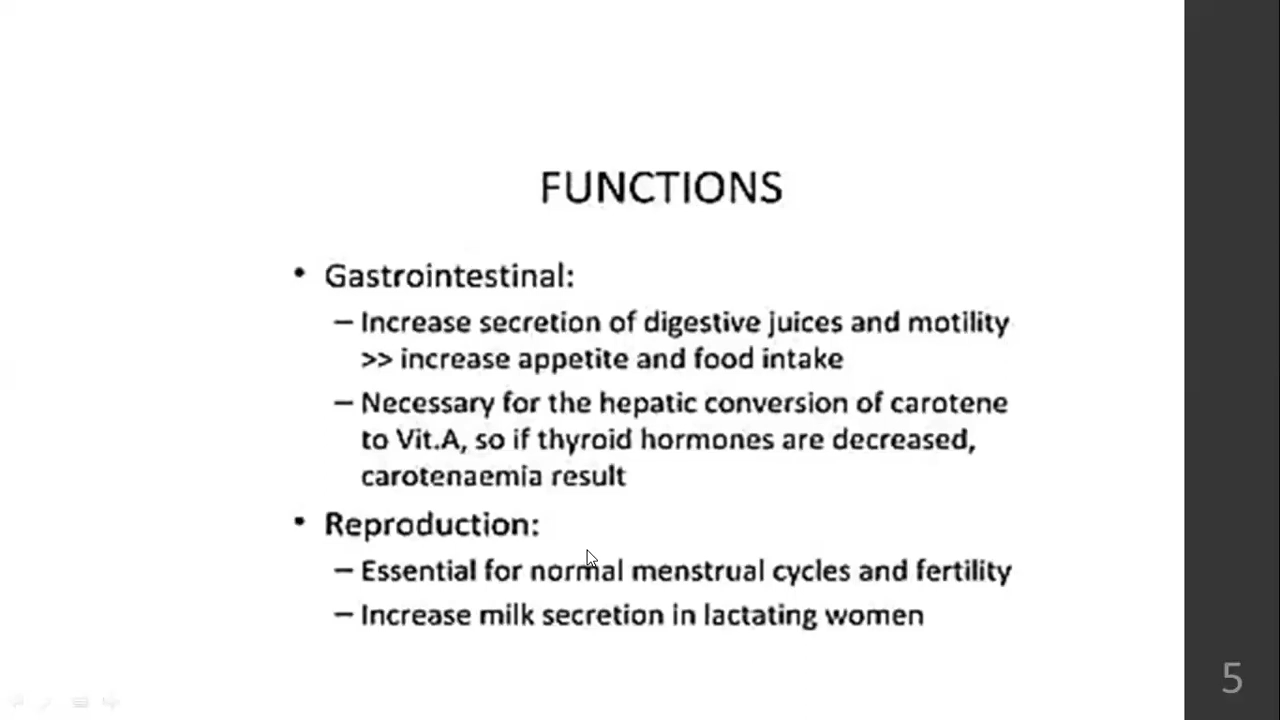 FUNCTIONS
• Gastrointestinal:
– Increase secretion of digestive juices and motility
>> increase appetite and food intake
– Necessary for the hepatic conversion of carotene
to Vit.A, so if thyroid hormones are decreased,
carotenaemia result
• Reproduction:
– Essential for normal menstrual cycles and fertility
– Increase milk secretion in lactating women
5